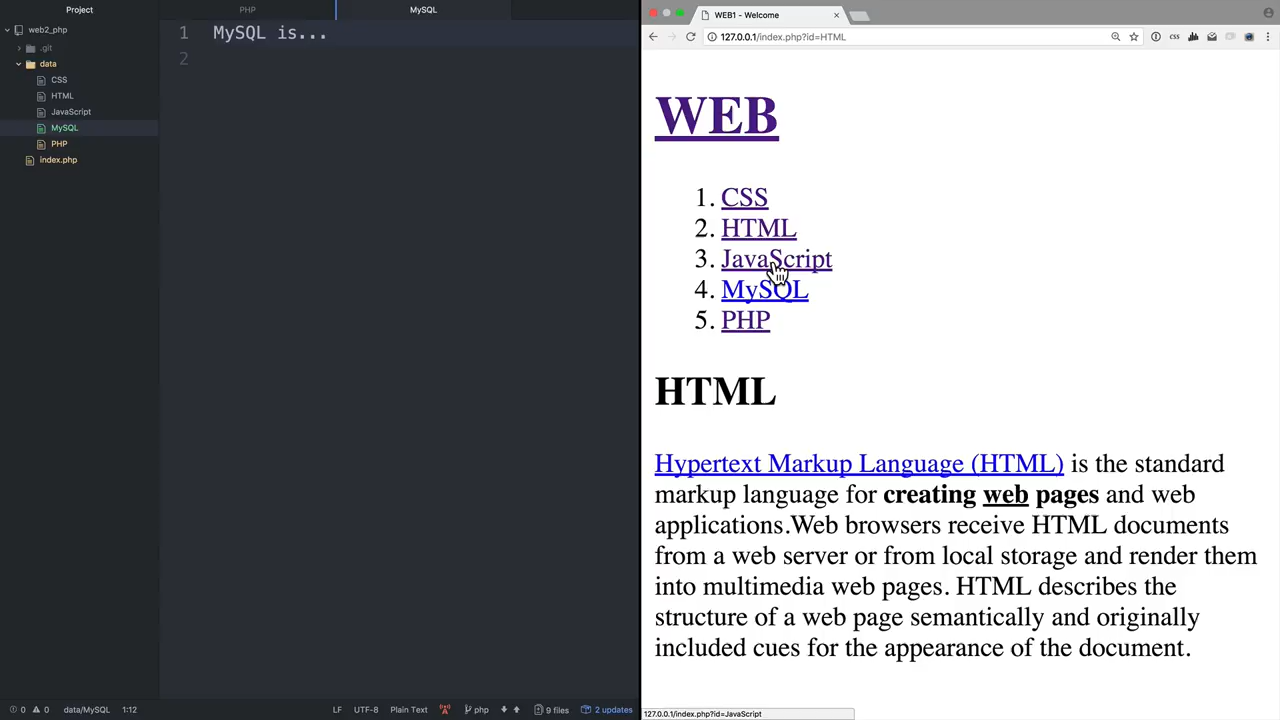 Project
PHP
MySQL
web2_php
.git
data
CSS
HTML
JavaScript
MySQL
PHP
index.php
1 MySQL is...
2
0 0 data/MySQL 1:12 LF UTF-8 Plain Text php 9 files 2 updates
WEB1 - Welcome
127.0.0.1/index.php?id=HTML
css
WEB
1. CSS
2. HTML
3. JavaScript
4. MySQL
5. PHP
HTML
Hypertext Markup Language (HTML) is the standard
markup language for creating web pages and web
applications.Web browsers receive HTML documents
from a web server or from local storage and render them
into multimedia web pages. HTML describes the
structure of a web page semantically and originally
included cues for the appearance of the document.
127.0.0.1/index.php?id=JavaScript